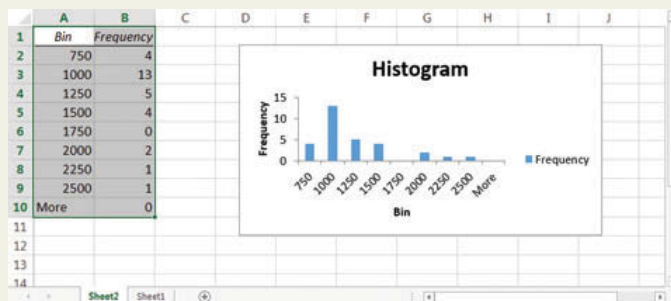 A B C D E F G H I J
1 Bin Frequency
2 750 4
3 1000 13
4 1250 5
5 1500 4
6 1750 0
7 2000 2
8 2250 1
9 2500 1
10 More 0
11
12
13
14
Histogram
Frequency
15
10
5
0
750 1000 1250 1500 1750 2000 2250 2500 More
Bin
Frequency
Sheet2 Sheet1